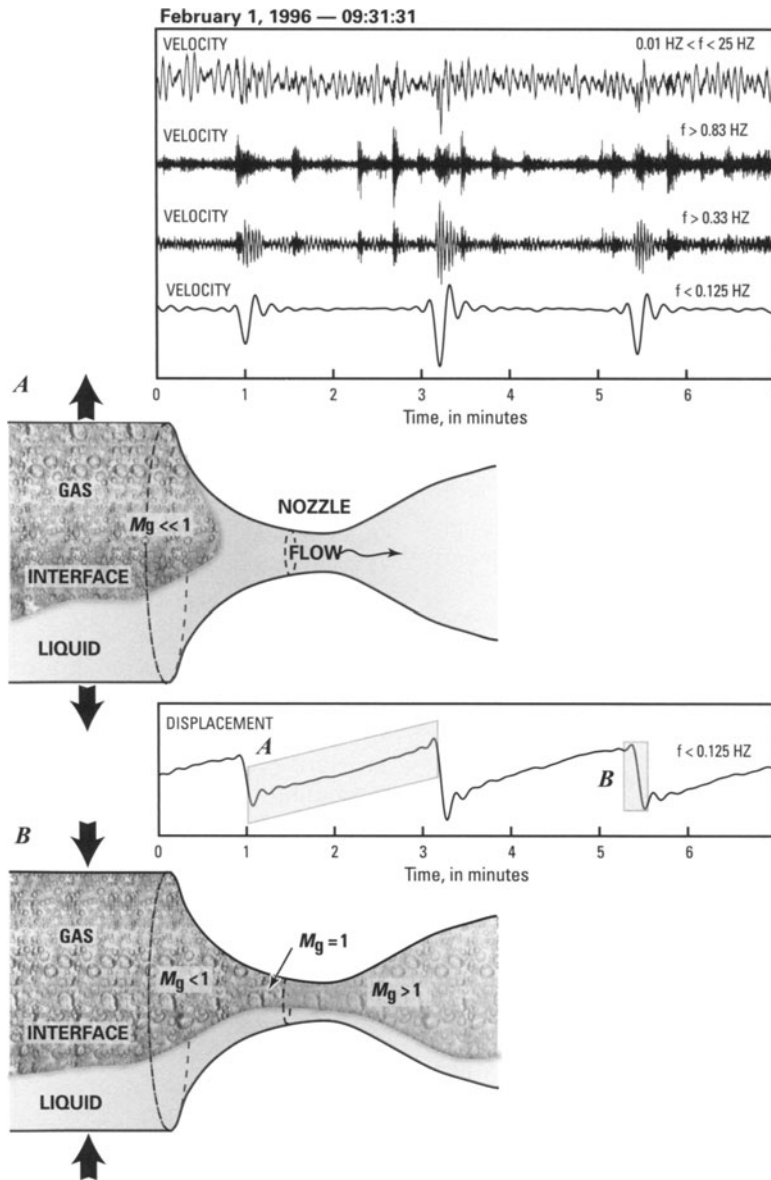 February 1, 1996 — 09:31:31
VELOCITY 0.01 HZ < f < 25 HZ
VELOCITY f > 0.83 HZ
VELOCITY f > 0.33 HZ
VELOCITY f < 0.125 HZ
0 1 2 3 4 5 6
Time, in minutes
A
GAS
Mg << 1
INTERFACE
LIQUID
NOZZLE
FLOW
DISPLACEMENT f < 0.125 HZ
A
B
0 1 2 3 4 5 6
Time, in minutes
B
GAS
Mg < 1
Mg = 1
Mg > 1
INTERFACE
LIQUID